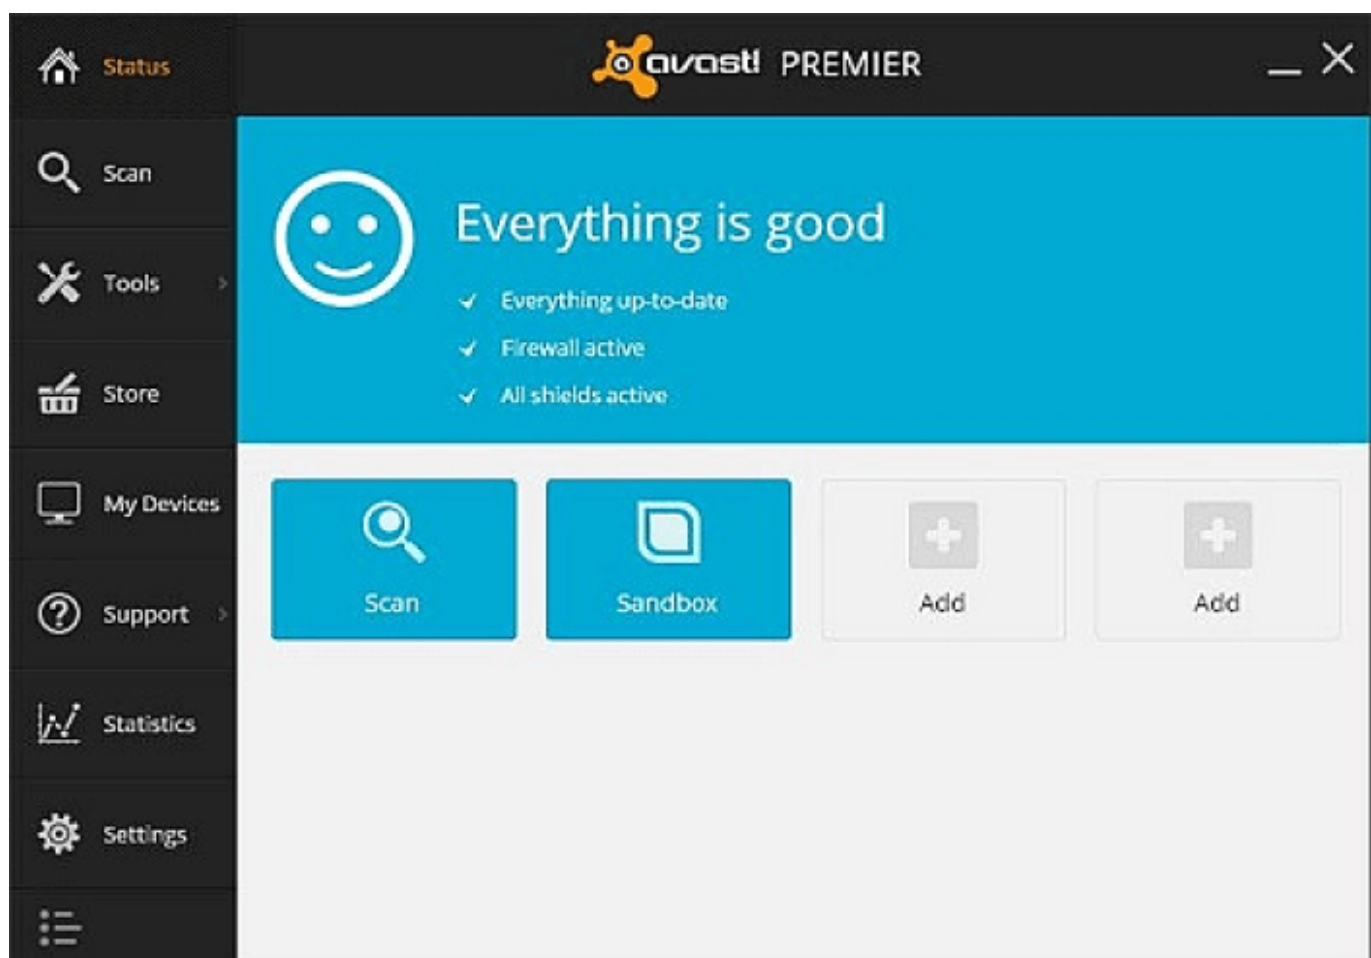 Status
avast! PREMIER
Scan
Tools
Store
My Devices
Support
Statistics
Settings
Everything is good
Everything up-to-date
Firewall active
All shields active
Scan
Sandbox
Add
Add